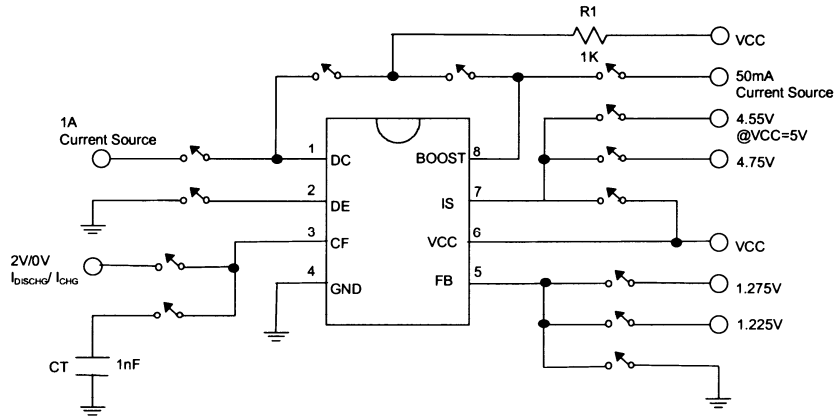 R1
VCC
1K
50mA
Current Source
1A
Current Source
4.55V
@VCC=5V
1
DC
BOOST
8
4.75V
2
DE
IS
7
3
CF
VCC
6
VCC
2V/0V
IDISCHG/ ICHG
4
GND
FB
5
1.275V
1.225V
CT
1nF